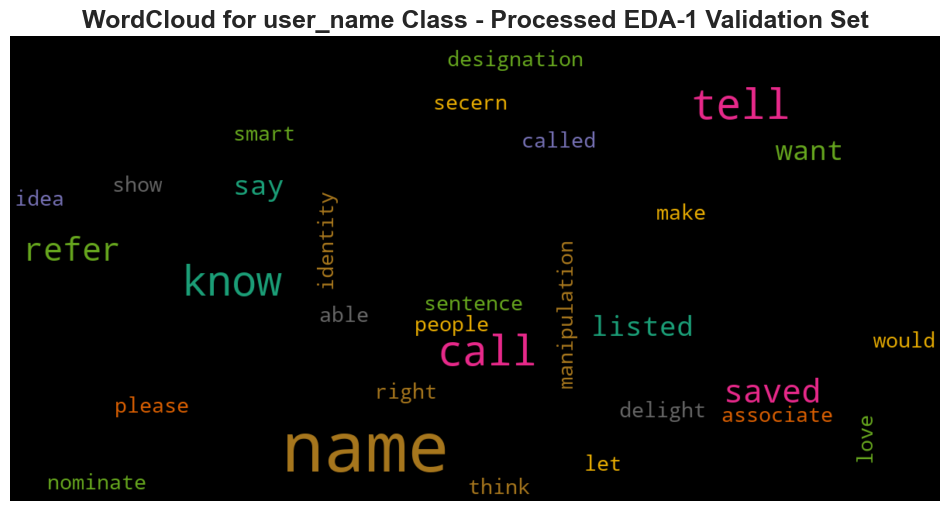 WordCloud for user_name Class - Processed EDA-1 Validation Set
designation
secern
tell
smart
called
want
show
say
idea
identity
make
refer
know
manipulation
sentence
able
people
listed
call
would
right
saved
please
delight
associate
name
love
let
nominate
think